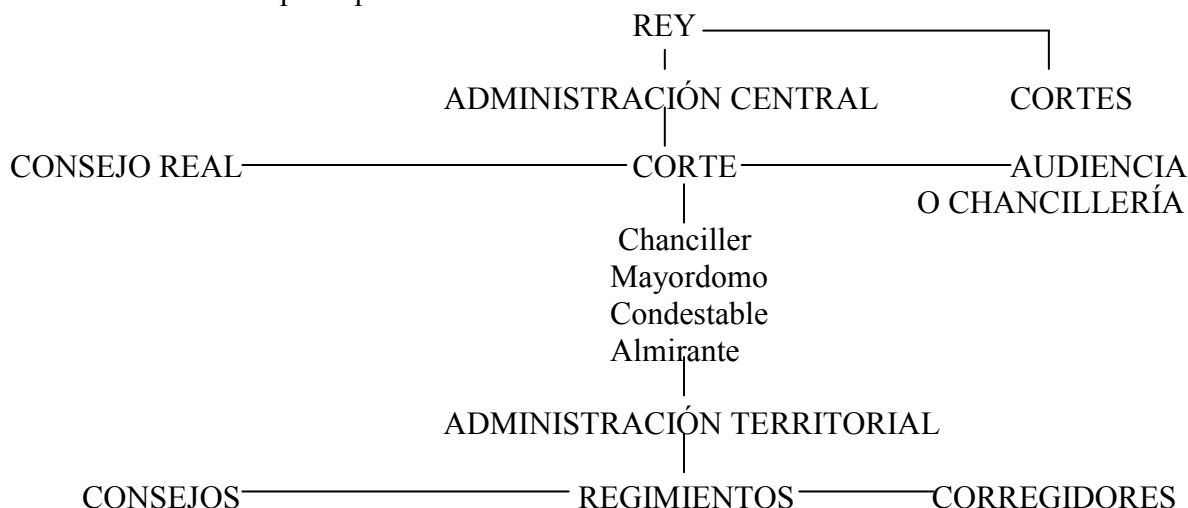 REY
ADMINISTRACIÓN CENTRAL CORTES
CONSEJO REAL CORTE AUDIENCIA
O CHANCILLERÍA
Chanciller
Mayordomo
Condestable
Almirante
ADMINISTRACIÓN TERRITORIAL
CONSEJOS REGIMIENTOS CORREGIDORES